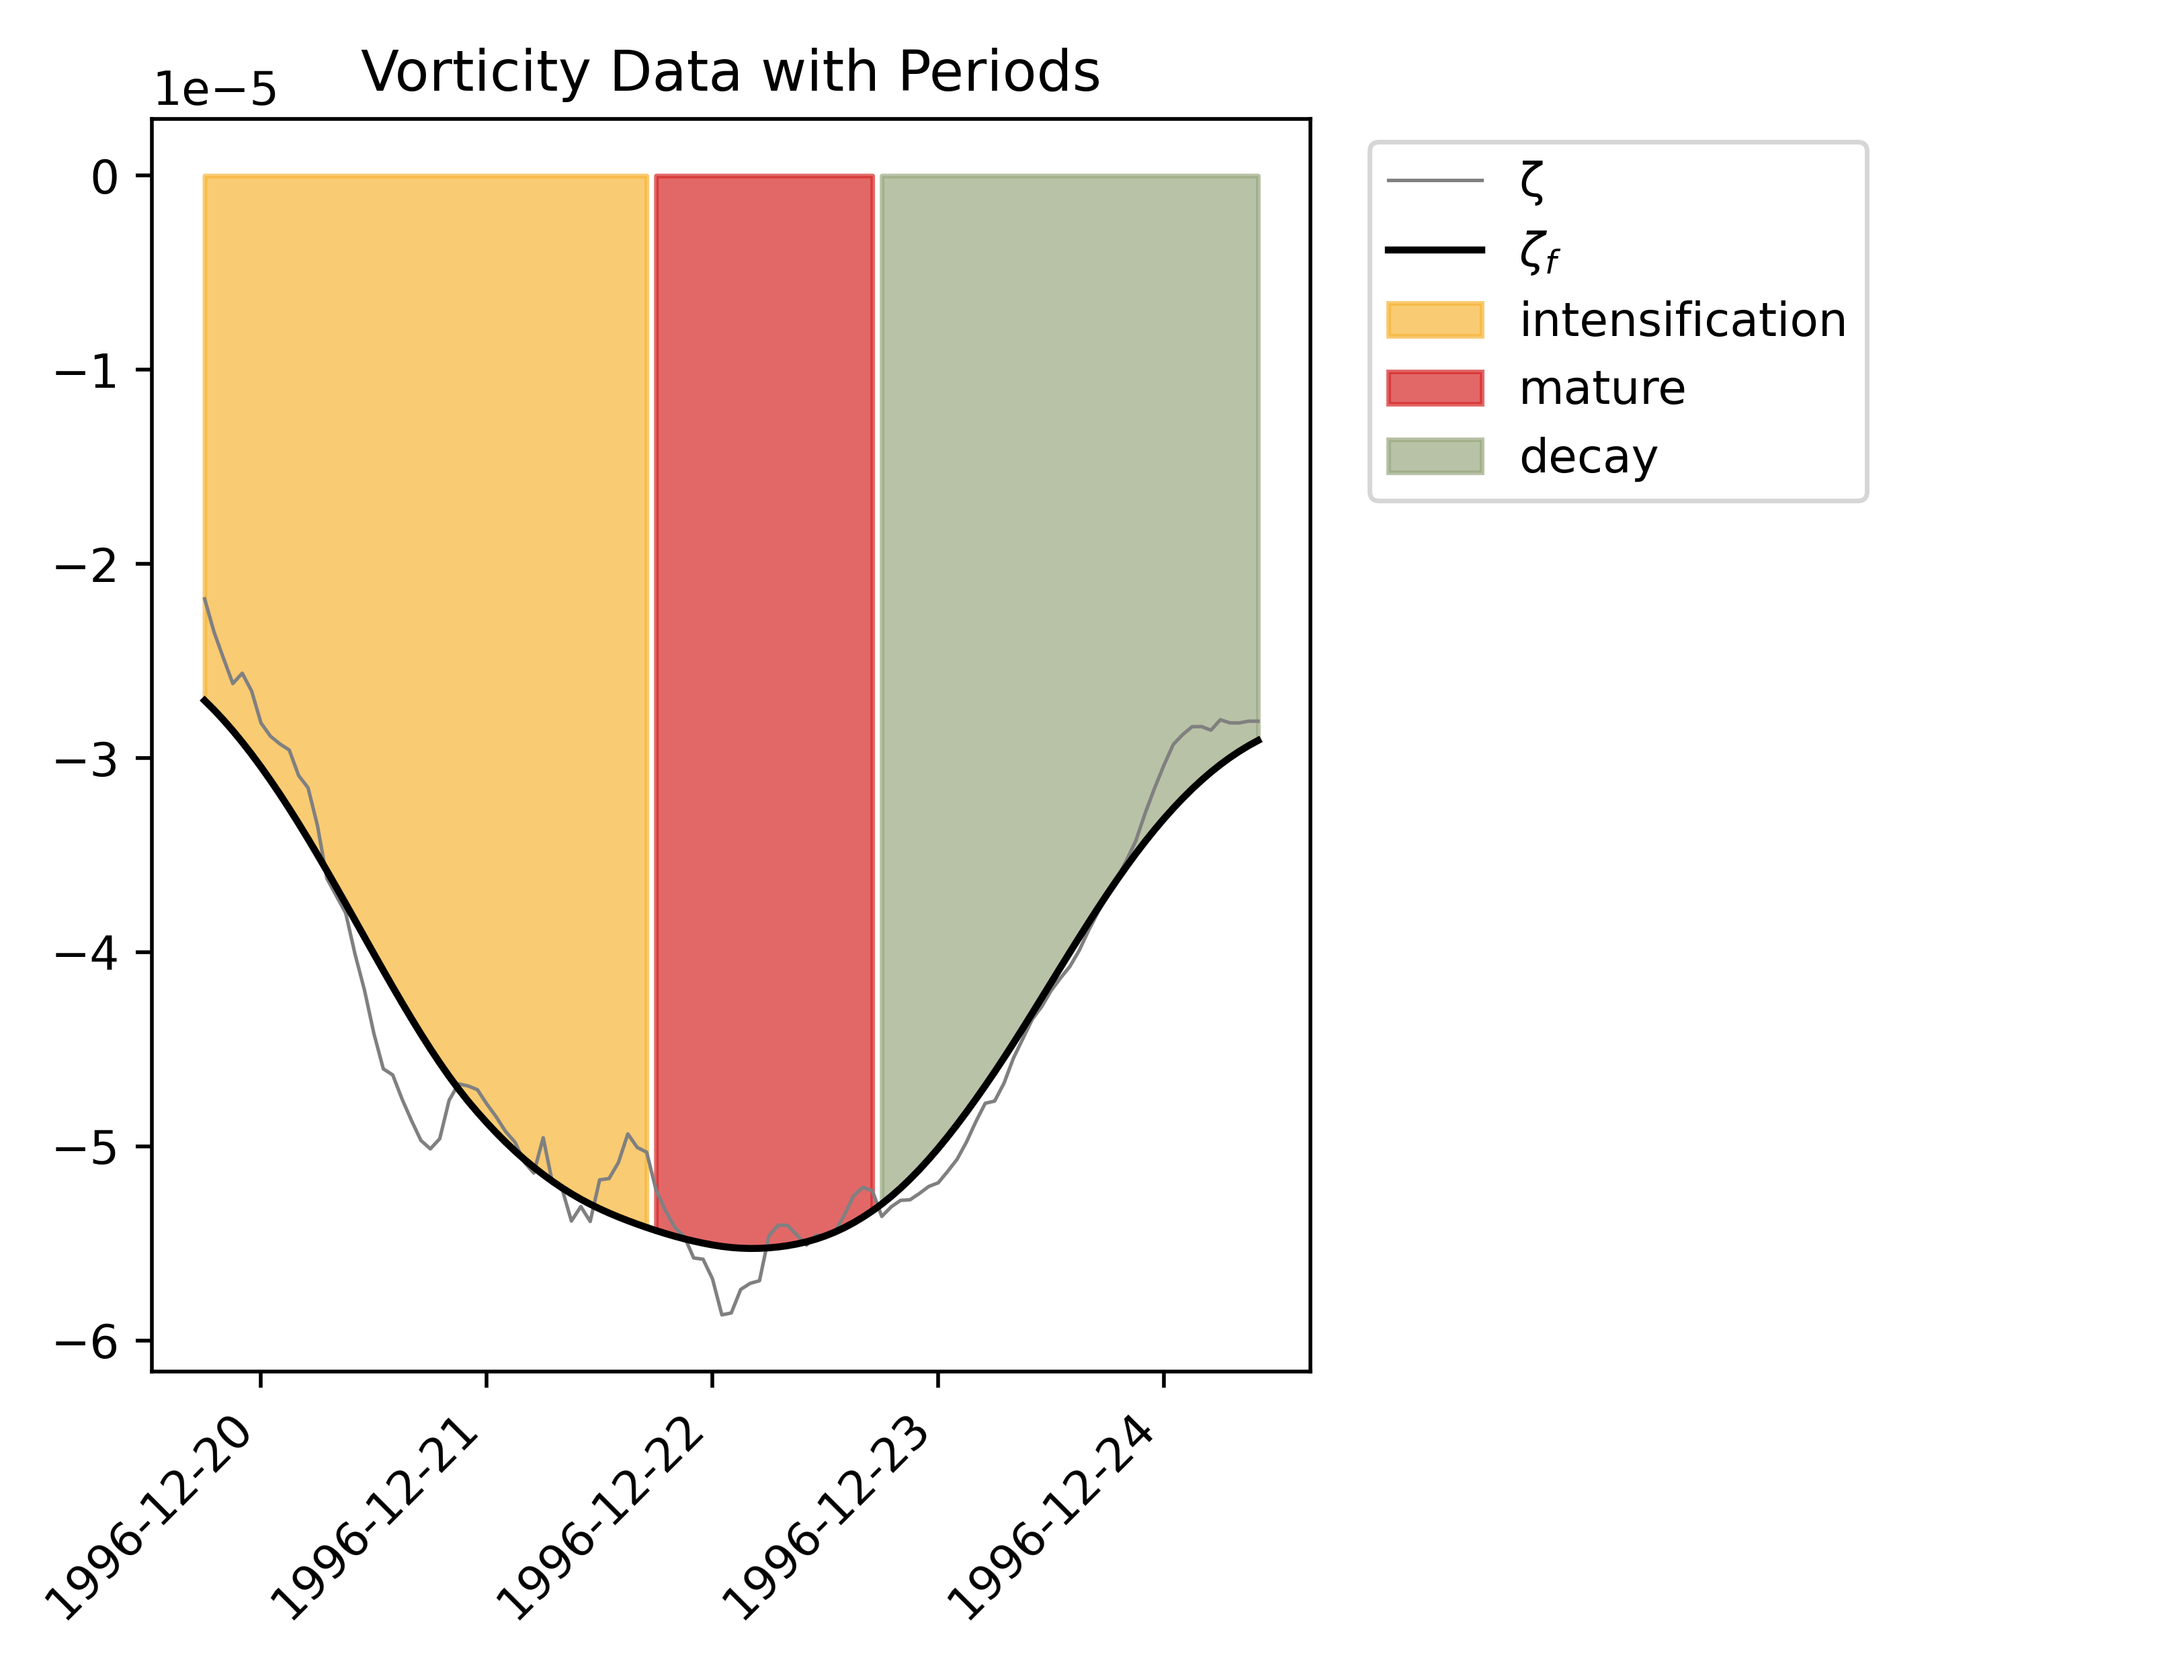 Vorticity Data with Periods
1e−5
0
−1
−2
−3
−4
−5
−6
1996-12-20
1996-12-21
1996-12-22
1996-12-23
1996-12-24
ζ
ζf
intensification
mature
decay